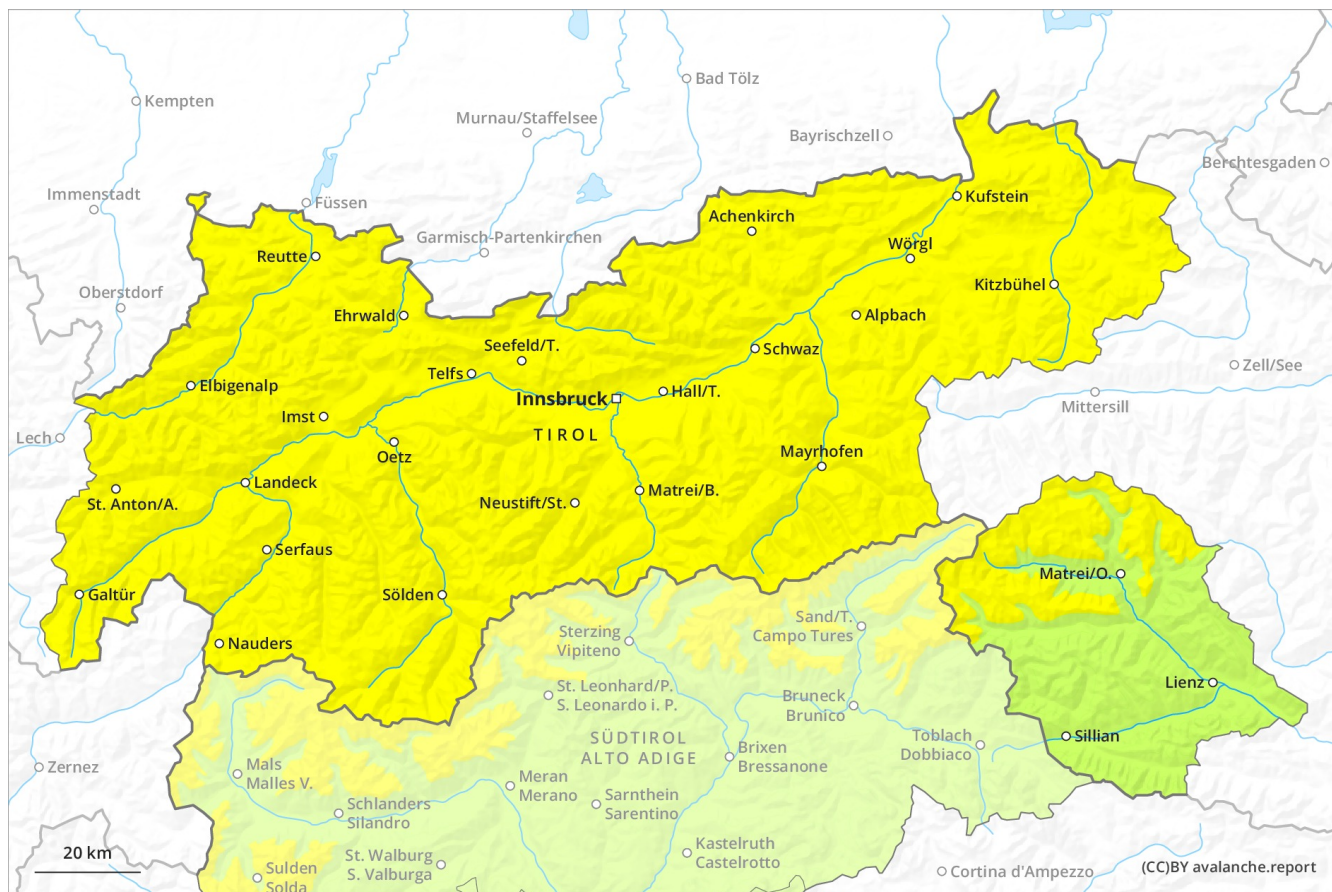 Bad Tölz
Kempten
Murnau/Staffelsee
Bayrischzell
Berchtesgaden
Immenstadt
Füssen
Kufstein
Achenkirch
Garmisch-Partenkirchen
Wörgl
Reutte
Kitzbühel
Oberstdorf
Ehrwald
Alpbach
Seefeld/T.
Schwaz
Zell/See
Telfs
Elbigenalp
Hall/T.
Innsbruck
Mittersill
Imst
TIROL
Lech
Oetz
Mayrhofen
Landeck
Matrei/B.
St. Anton/A.
Neustift/St.
Serfaus
Matrei/O.
Galtür
Sölden
Sand/T.
Campo Tures
Sterzing
Vipiteno
Nauders
Lienz
St. Leonhard/P.
S. Leonardo i. P.
Bruneck
Brunico
Sillian
SÜDTIROL
ALTO ADIGE
Toblach
Dobbiaco
Brixen
Bressanone
Zernez
Mals
Malles V.
Meran
Merano
Sarnthein
Sarentino
Schlanders
Silandro
Kastelruth
Castelrotto
20 km
St. Walburg
S. Valburga
Sulden
Solda
Cortina d'Ampezzo
(CC)BY avalanche.report